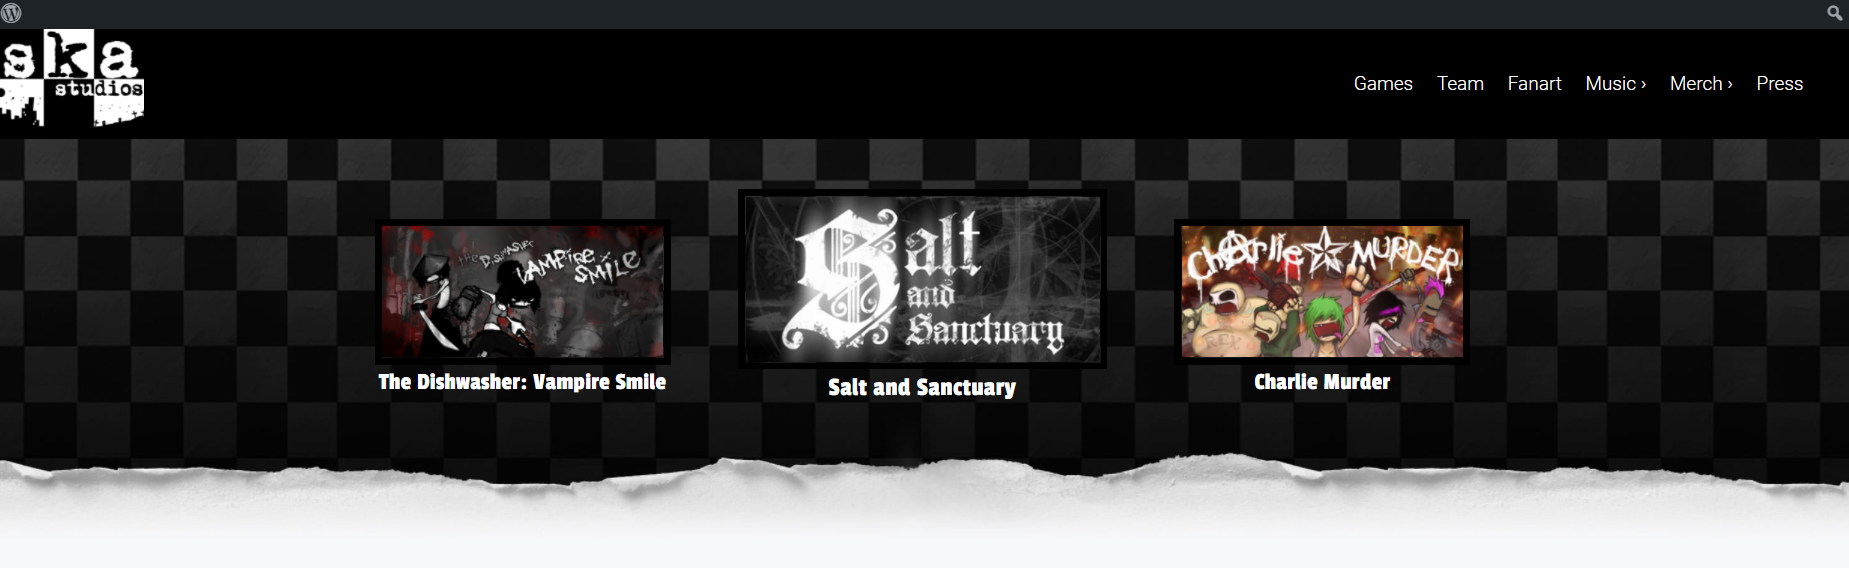 ska
studios
Games Team Fanart Music › Merch › Press
the Dishwasher
Vampire
Smile
The Dishwasher: Vampire Smile
Salt
and
Sanctuary
Salt and Sanctuary
Charlie Murder
REX
Charlie Murder